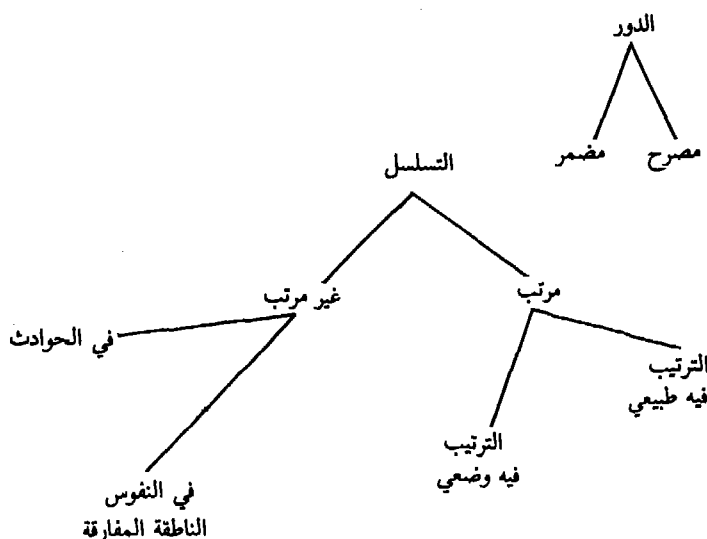 الدور
مصرح
مضمر
التسلسل
مرتب
غير مرتب
في الحوادث
الترتيب
فيه طبيعي
الترتيب
فيه وضعي
في النفوس
الناطقة المفارقة